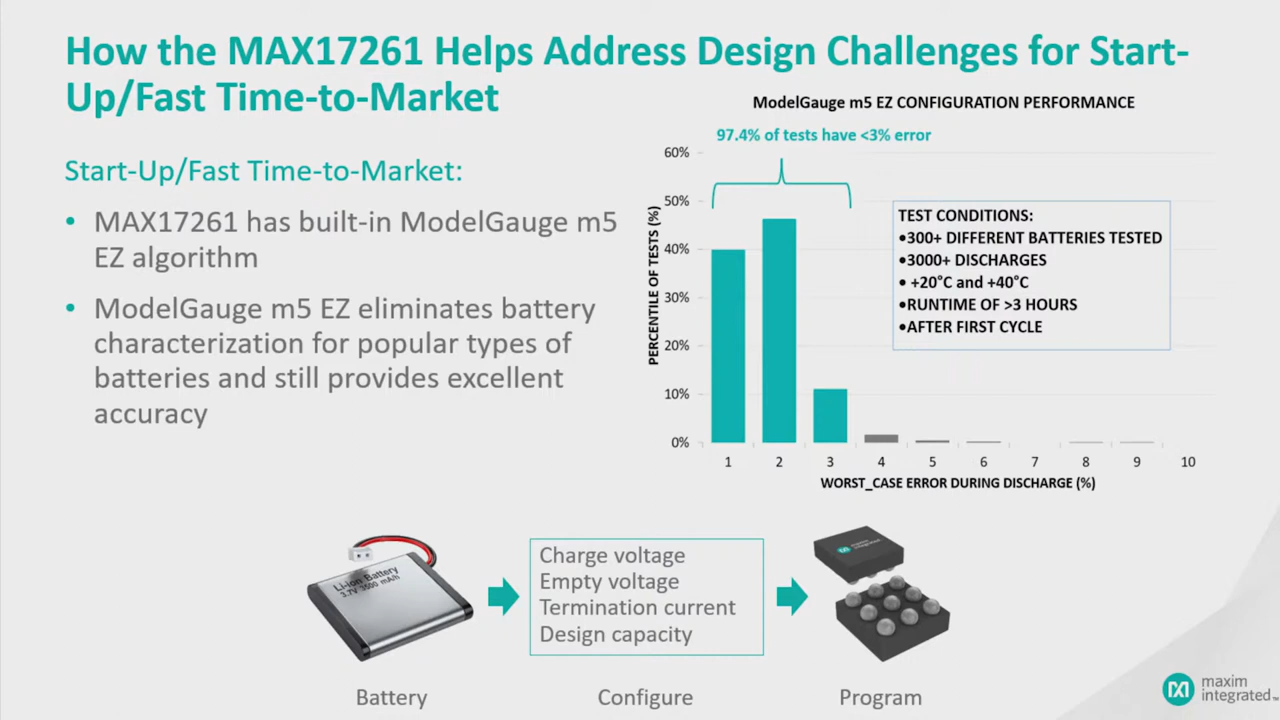 How the MAX17261 Helps Address Design Challenges for Start-
Up/Fast Time-to-Market
Start-Up/Fast Time-to-Market:
• MAX17261 has built-in ModelGauge m5
EZ algorithm
• ModelGauge m5 EZ eliminates battery
characterization for popular types of
batteries and still provides excellent
accuracy
ModelGauge m5 EZ CONFIGURATION PERFORMANCE
97.4% of tests have <3% error
60%
50%
40%
30%
20%
10%
0%
PERCENTILE OF TESTS (%)
TEST CONDITIONS:
•300+ DIFFERENT BATTERIES TESTED
•3000+ DISCHARGES
• +20°C and +40°C
•RUNTIME OF >3 HOURS
•AFTER FIRST CYCLE
1 2 3 4 5 6 7 8 9 10
WORST_CASE ERROR DURING DISCHARGE (%)
Li-ion Battery
3.7V 3500 mA/h
Charge voltage
Empty voltage
Termination current
Design capacity
maxim
integrated
Battery
Configure
Program
maxim
integrated™